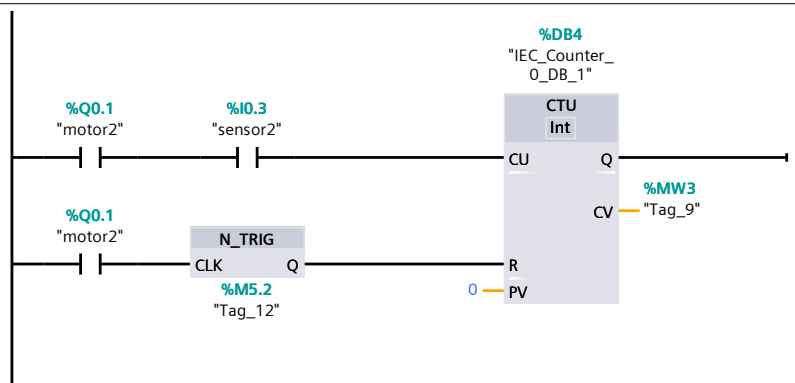 %DB4
"IEC_Counter_
0_DB_1"
%Q0.1
"motor2"
%I0.3
"sensor2"
CTU
Int
CU
Q
%MW3
CV
"Tag_9"
%Q0.1
"motor2"
N_TRIG
CLK
Q
R
%M5.2
"Tag_12"
0
PV